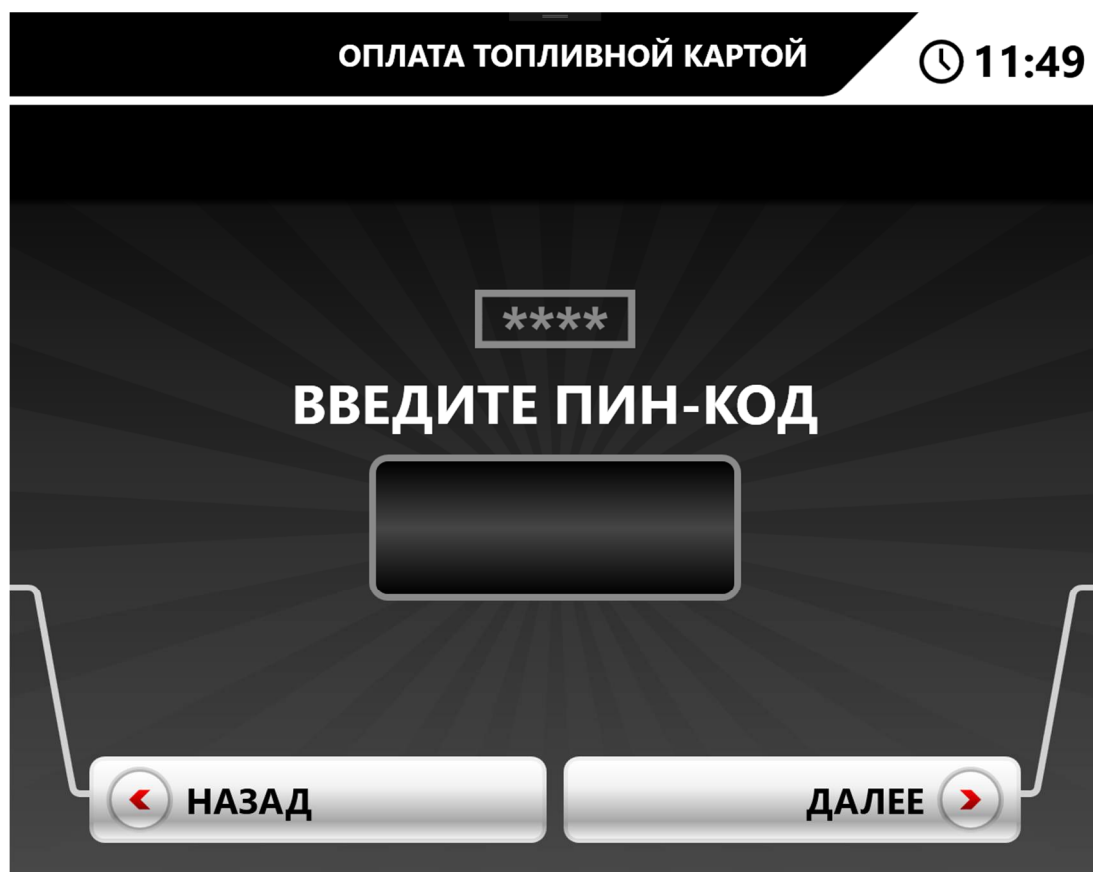 ОПЛАТА ТОПЛИВНОЙ КАРТОЙ
11:49
****
ВВЕДИТЕ ПИН-КОД
НАЗАД
ДАЛЕЕ